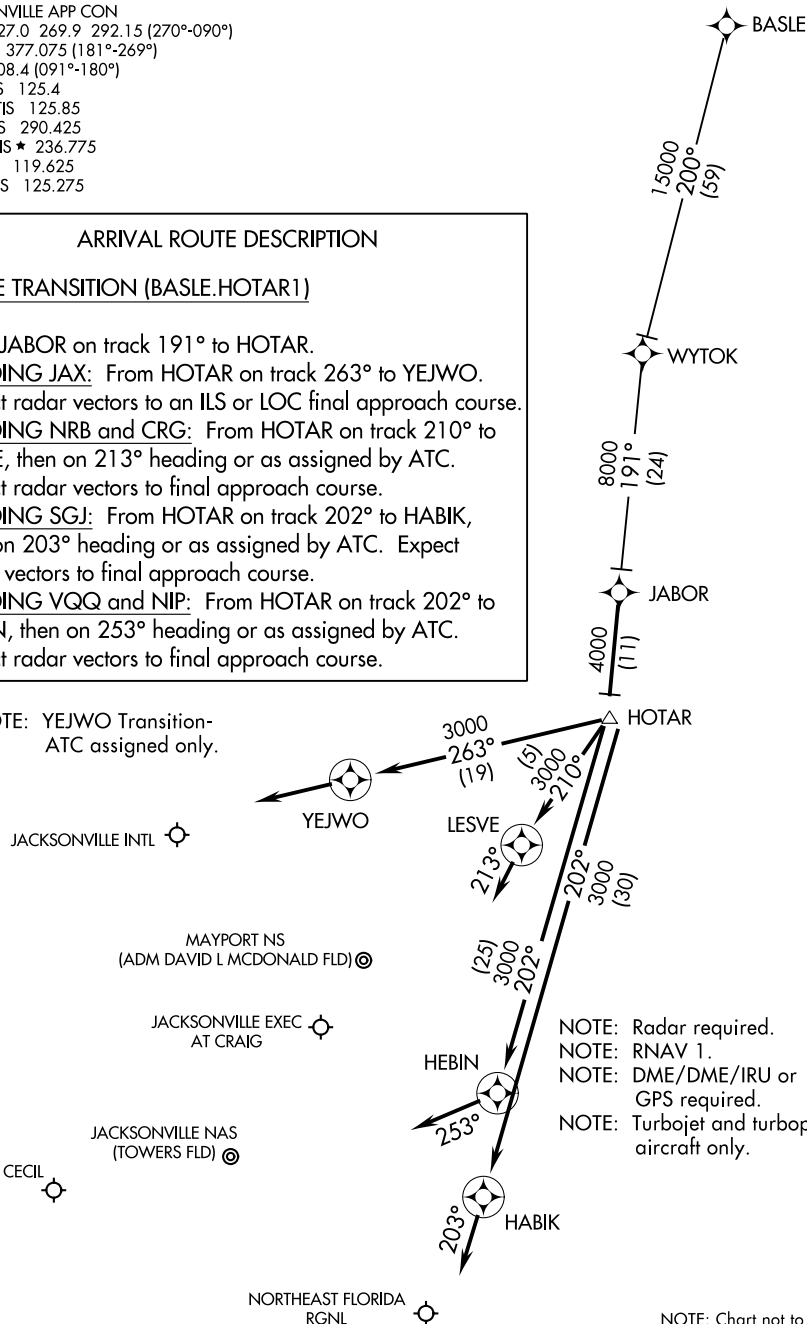 NVILLE APP CON
27.0 269.9 292.15 (270°-090°)
377.075 (181°-269°)
08.4 (091°-180°)
S 125.4
TIS 125.85
S 290.425
IS ★ 236.775
119.625
S 125.275
ARRIVAL ROUTE DESCRIPTION
E TRANSITION (BASLE.HOTAR1)
JABOR on track 191° to HOTAR.
DING JAX: From HOTAR on track 263° to YEJWO.
ct radar vectors to an ILS or LOC final approach course.
DING NRB and CRG: From HOTAR on track 210° to
E, then on 213° heading or as assigned by ATC.
ct radar vectors to final approach course.
DING SGJ: From HOTAR on track 202° to HABIK,
on 203° heading or as assigned by ATC. Expect
vectors to final approach course.
DING VQQ and NIP: From HOTAR on track 202° to
N, then on 253° heading or as assigned by ATC.
ct radar vectors to final approach course.
BASLE
15000
200°
(59)
WYTOK
8000
191°
(24)
JABOR
4000
(11)
HOTAR
OTE: YEJWO Transition-
ATC assigned only.
3000
263°
(19)
(5)
3000
210°
YEJWO
LESVE
213°
JACKSONVILLE INTL
202°
3000
(30)
(25)
3000
202°
MAYPORT NS
(ADM DAVID L MCDONALD FLD)
JACKSONVILLE EXEC
AT CRAIG
HEBIN
253°
NOTE: Radar required.
NOTE: RNAV 1.
NOTE: DME/DME/IRU or
GPS required.
NOTE: Turbojet and turbop
aircraft only.
JACKSONVILLE NAS
(TOWERS FLD)
CECIL
HABIK
203°
NORTHEAST FLORIDA
RGNL
NOTE: Chart not to